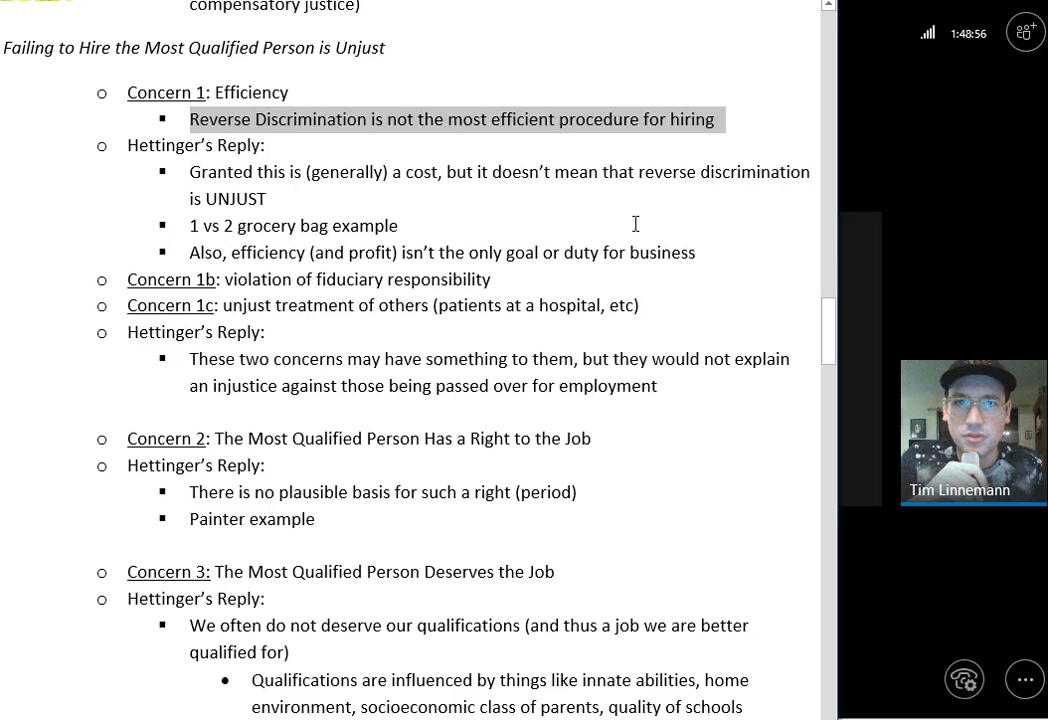 compensatory justice)
Failing to Hire the Most Qualified Person is Unjust
o Concern 1: Efficiency
▪ Reverse Discrimination is not the most efficient procedure for hiring
o Hettinger's Reply:
▪ Granted this is (generally) a cost, but it doesn't mean that reverse discrimination
is UNJUST
▪ 1 vs 2 grocery bag example
▪ Also, efficiency (and profit) isn't the only goal or duty for business
o Concern 1b: violation of fiduciary responsibility
o Concern 1c: unjust treatment of others (patients at a hospital, etc)
o Hettinger's Reply:
▪ These two concerns may have something to them, but they would not explain
an injustice against those being passed over for employment
o Concern 2: The Most Qualified Person Has a Right to the Job
o Hettinger's Reply:
▪ There is no plausible basis for such a right (period)
▪ Painter example
o Concern 3: The Most Qualified Person Deserves the Job
o Hettinger's Reply:
▪ We often do not deserve our qualifications (and thus a job we are better
qualified for)
• Qualifications are influenced by things like innate abilities, home
environment, socioeconomic class of parents, quality of schools
1:48:56
Tim Linnemann